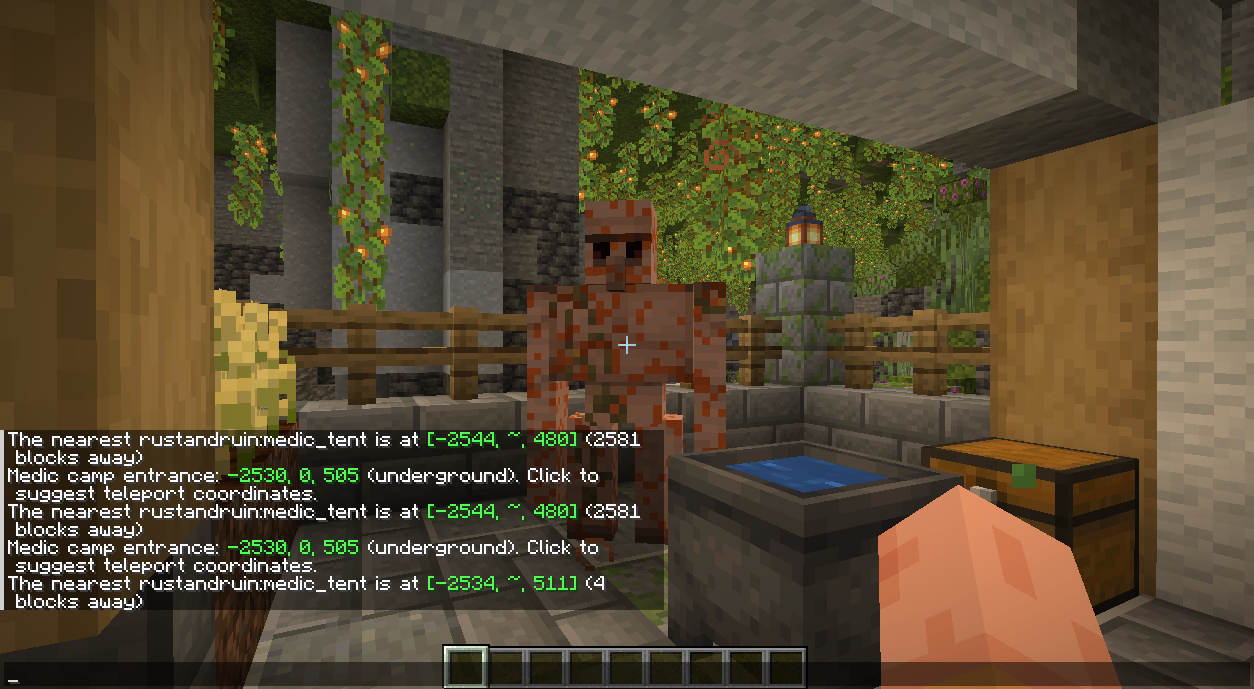 The nearest rustandruin:medic_tent is at [-2544, ~, 480] (2581
blocks away)
Medic camp entrance: -2530, 0, 505 (underground). Click to
suggest teleport coordinates.
The nearest rustandruin:medic_tent is at [-2544, ~, 480] (2581
blocks away)
Medic camp entrance: -2530, 0, 505 (underground). Click to
suggest teleport coordinates.
The nearest rustandruin:medic_tent is at [-2534, ~, 511] (4
blocks away)
_